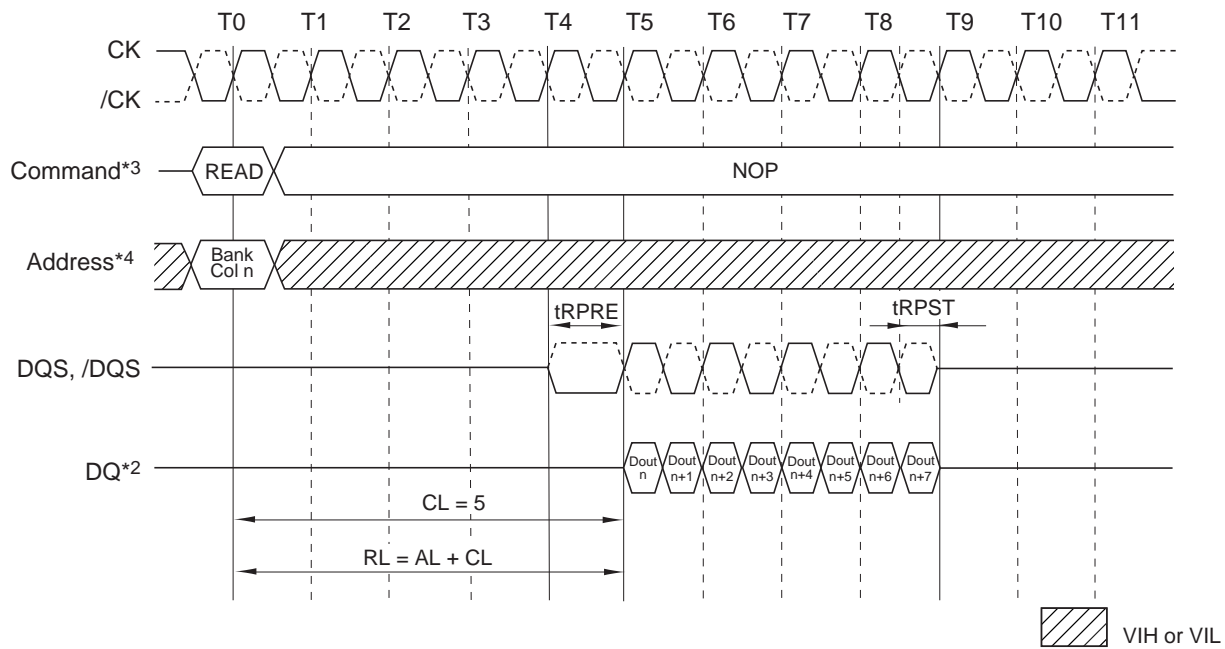 T0 T1 T2 T3 T4 T5 T6 T7 T8 T9 T10 T11
CK
/CK
Command*3 READ NOP
Address*4 Bank
Col n
tRPRE tRPST
DQS, /DQS
DQ*2 Dout Dout Dout Dout Dout Dout Dout Dout
n n+1 n+2 n+3 n+4 n+5 n+6 n+7
CL = 5
RL = AL + CL
VIH or VIL